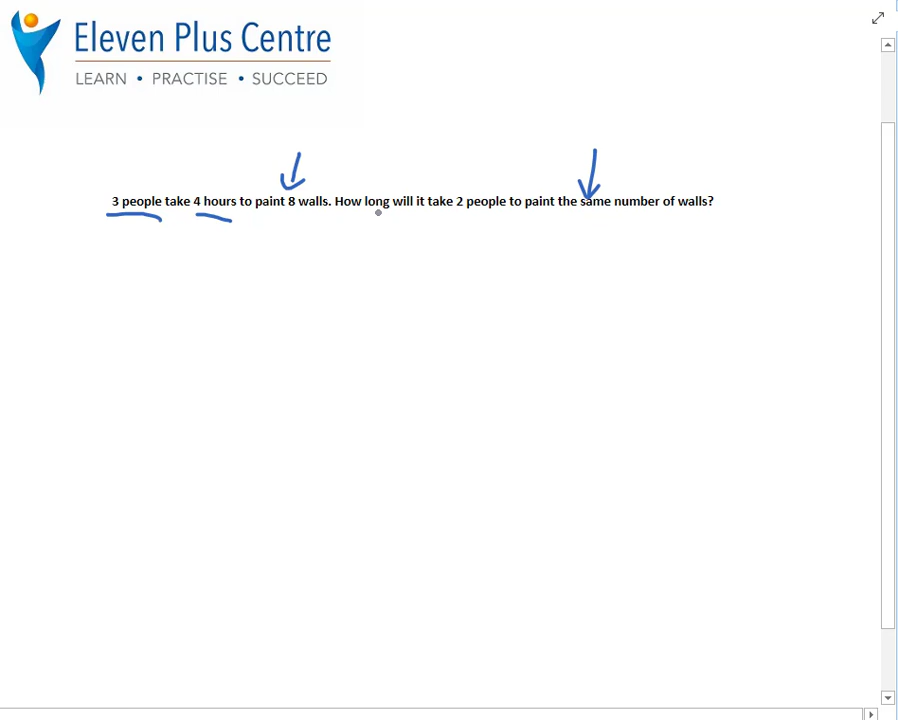 Eleven Plus Centre
LEARN • PRACTISE • SUCCEED
3 people take 4 hours to paint 8 walls. How long will it take 2 people to paint the same number of walls?